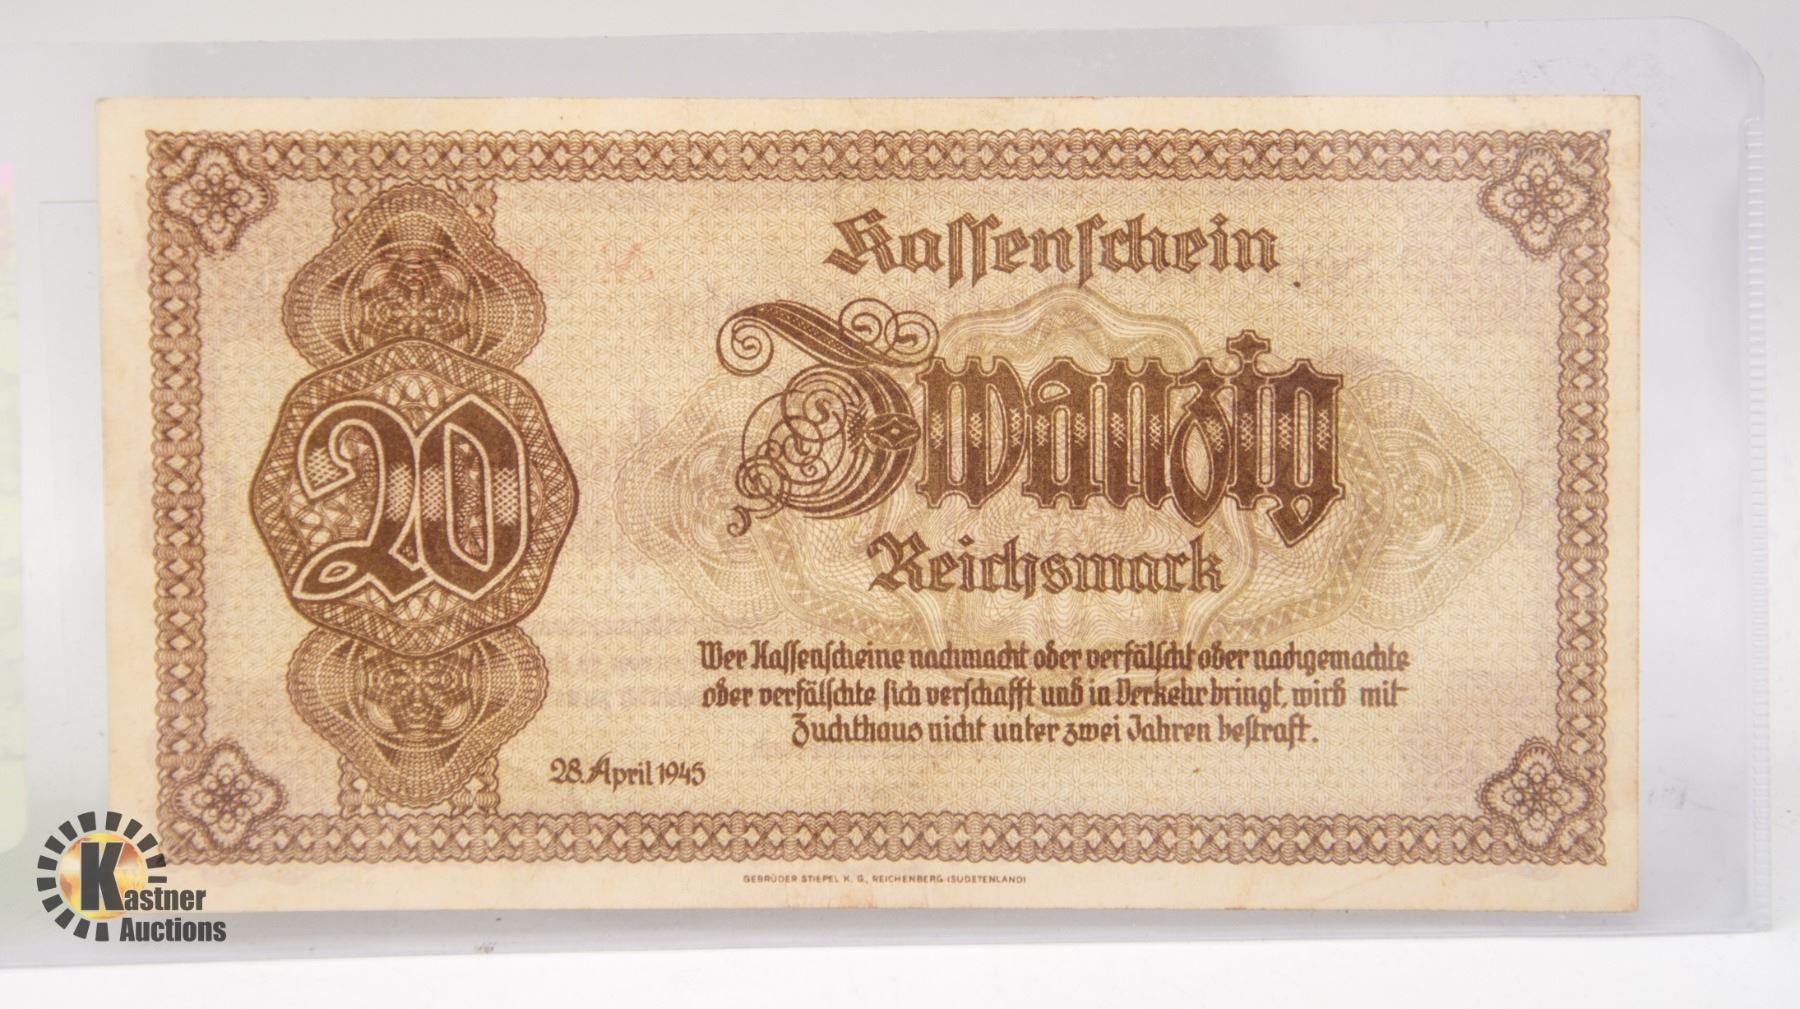 Kassenschein
20
Zwanzig
Reichsmark
Wer Kassenscheine nachmacht oder verfälscht oder nachgemachte
oder verfälschte sich verschafft und in Verkehr bringt, wird mit
Zuchthaus nicht unter zwei Jahren bestraft.
28. April 1945
GEBRÜDER STIEPEL K. G., REICHENBERG (SUDETENLAND)
Kastner
Auctions